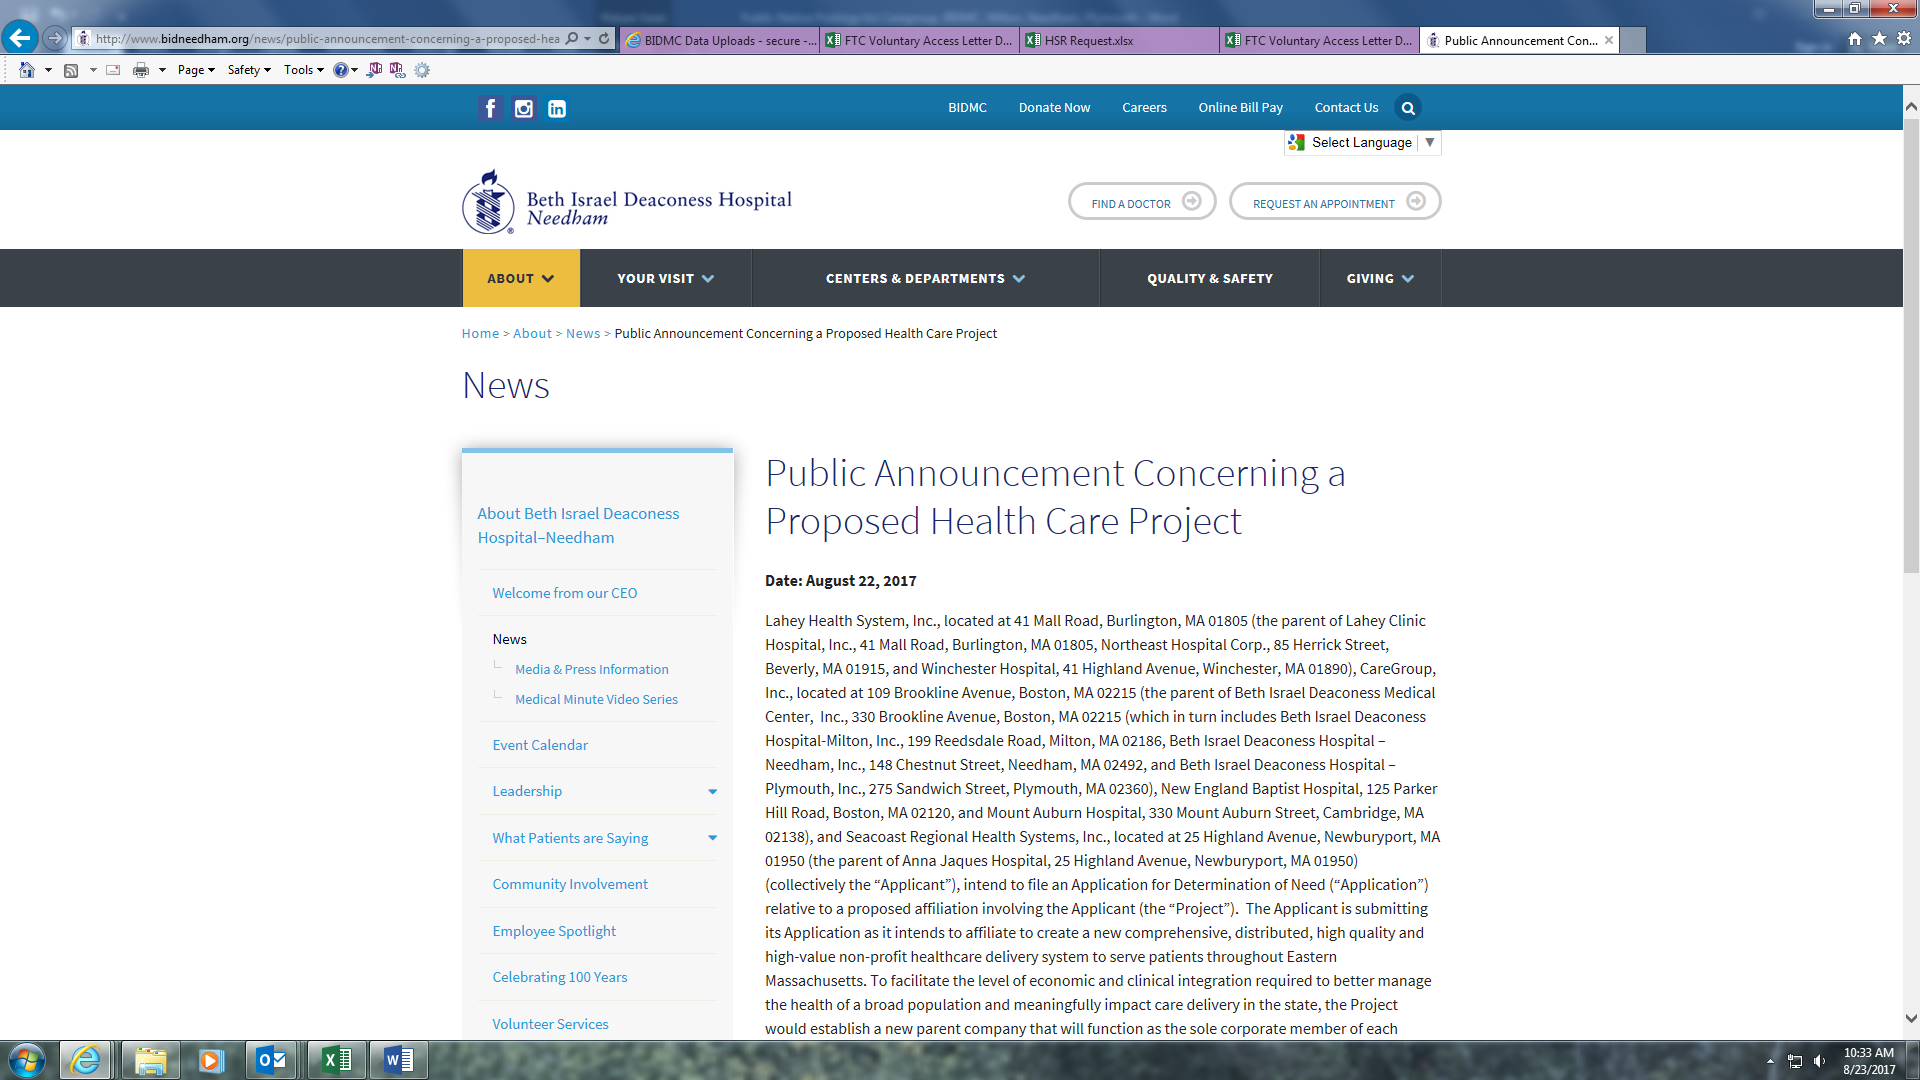 http://www.bidneedham.org/news/public-announcement-concerning-a-proposed-hea
BIDMC Data Uploads - secure -...
FTC Voluntary Access Letter D...
HSR Request.xlsx
FTC Voluntary Access Letter D...
Public Announcement Con...
Page
Safety
Tools
BIDMC
Donate Now
Careers
Online Bill Pay
Contact Us
Select Language
Beth Israel Deaconess Hospital
Needham
FIND A DOCTOR
REQUEST AN APPOINTMENT
ABOUT
YOUR VISIT
CENTERS & DEPARTMENTS
QUALITY & SAFETY
GIVING
Home > About > News > Public Announcement Concerning a Proposed Health Care Project
News
About Beth Israel Deaconess
Hospital–Needham
Welcome from our CEO
News
Media & Press Information
Medical Minute Video Series
Event Calendar
Leadership
What Patients are Saying
Community Involvement
Employee Spotlight
Celebrating 100 Years
Volunteer Services
Public Announcement Concerning a
Proposed Health Care Project
Date: August 22, 2017
Lahey Health System, Inc., located at 41 Mall Road, Burlington, MA 01805 (the parent of Lahey Clinic
Hospital, Inc., 41 Mall Road, Burlington, MA 01805, Northeast Hospital Corp., 85 Herrick Street,
Beverly, MA 01915, and Winchester Hospital, 41 Highland Avenue, Winchester, MA 01890), CareGroup,
Inc., located at 109 Brookline Avenue, Boston, MA 02215 (the parent of Beth Israel Deaconess Medical
Center,  Inc., 330 Brookline Avenue, Boston, MA 02215 (which in turn includes Beth Israel Deaconess
Hospital-Milton, Inc., 199 Reedsdale Road, Milton, MA 02186, Beth Israel Deaconess Hospital –
Needham, Inc., 148 Chestnut Street, Needham, MA 02492, and Beth Israel Deaconess Hospital –
Plymouth, Inc., 275 Sandwich Street, Plymouth, MA 02360), New England Baptist Hospital, 125 Parker
Hill Road, Boston, MA 02120, and Mount Auburn Hospital, 330 Mount Auburn Street, Cambridge, MA
02138), and Seacoast Regional Health Systems, Inc., located at 25 Highland Avenue, Newburyport, MA
01950 (the parent of Anna Jaques Hospital, 25 Highland Avenue, Newburyport, MA 01950)
(collectively the “Applicant”), intend to file an Application for Determination of Need (“Application”)
relative to a proposed affiliation involving the Applicant (the “Project”).  The Applicant is submitting
its Application as it intends to affiliate to create a new comprehensive, distributed, high quality and
high-value non-profit healthcare delivery system to serve patients throughout Eastern
Massachusetts. To facilitate the level of economic and clinical integration required to better manage
the health of a broad population and meaningfully impact care delivery in the state, the Project
would establish a new parent company that will function as the sole corporate member of each
10:33 AM
8/23/2017